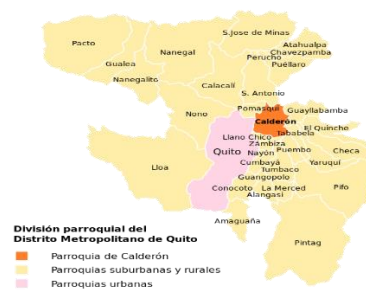 S.Jose de Minas
Pacto
Nanegal
Atahualpa
Chavezpamba
Perucho
Gualea
Puéllaro
Nanegalito
Calacalí
S. Antonio
Pomasqui
Guayllabamba
Nono
Calderón
El Quinche
Tababela
Llano Chico
Zámbiza
Quito
Nayón
Puembo
Checa
Cumbayá
Yaruquí
Lloa
Tumbaco
Guangopolo
Conocoto
La Merced
Pifo
Alangasi
Amaguaña
Pintag
División parroquial del
Distrito Metropolitano de Quito
Parroquia de Calderón
Parroquias suburbanas y rurales
Parroquias urbanas